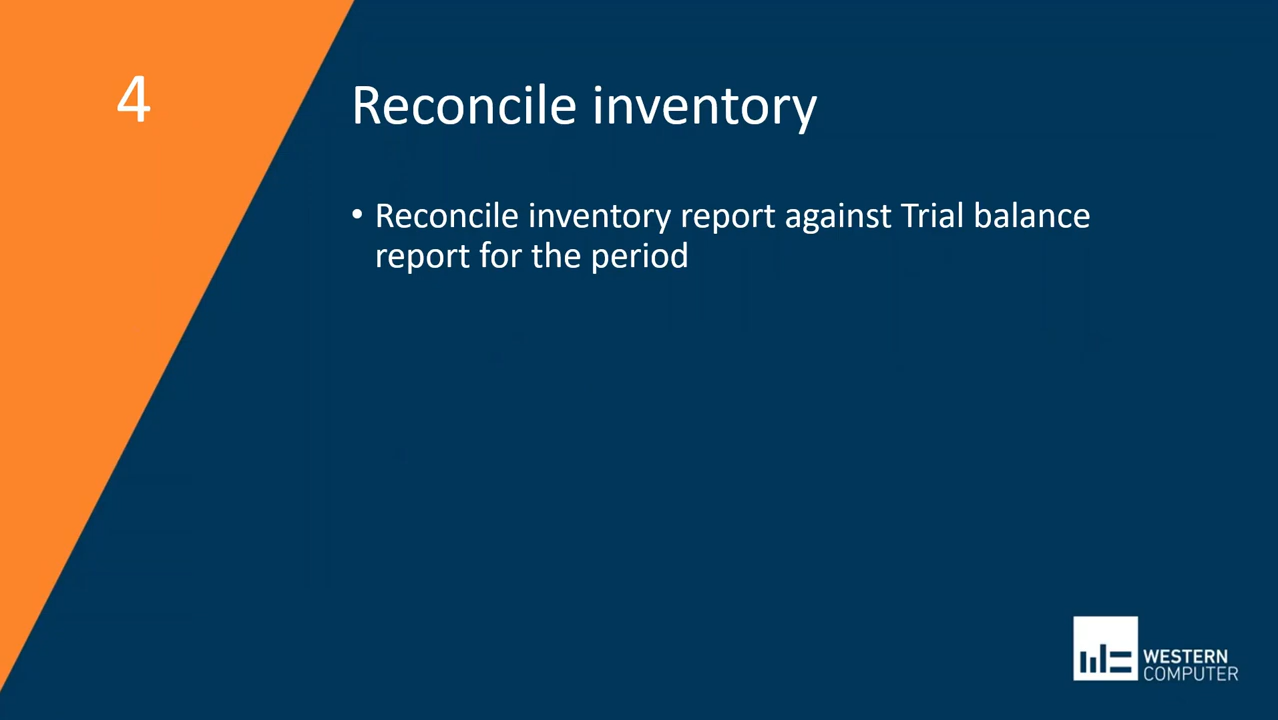 4
Reconcile inventory
• Reconcile inventory report against Trial balance
report for the period
WESTERN
COMPUTER